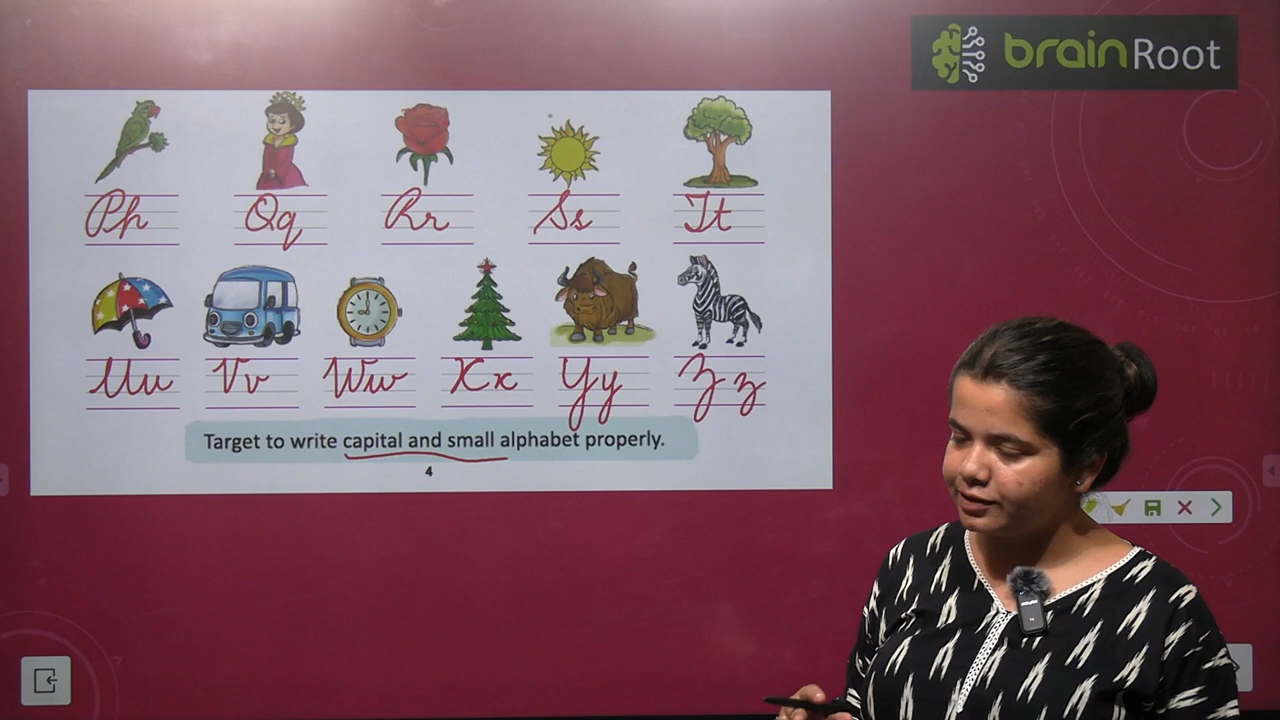 brainRoot
Pp Qq Rr Ss Tt
Uu Vv Ww Xx Yy Zz
Target to write capital and small alphabet properly.
4